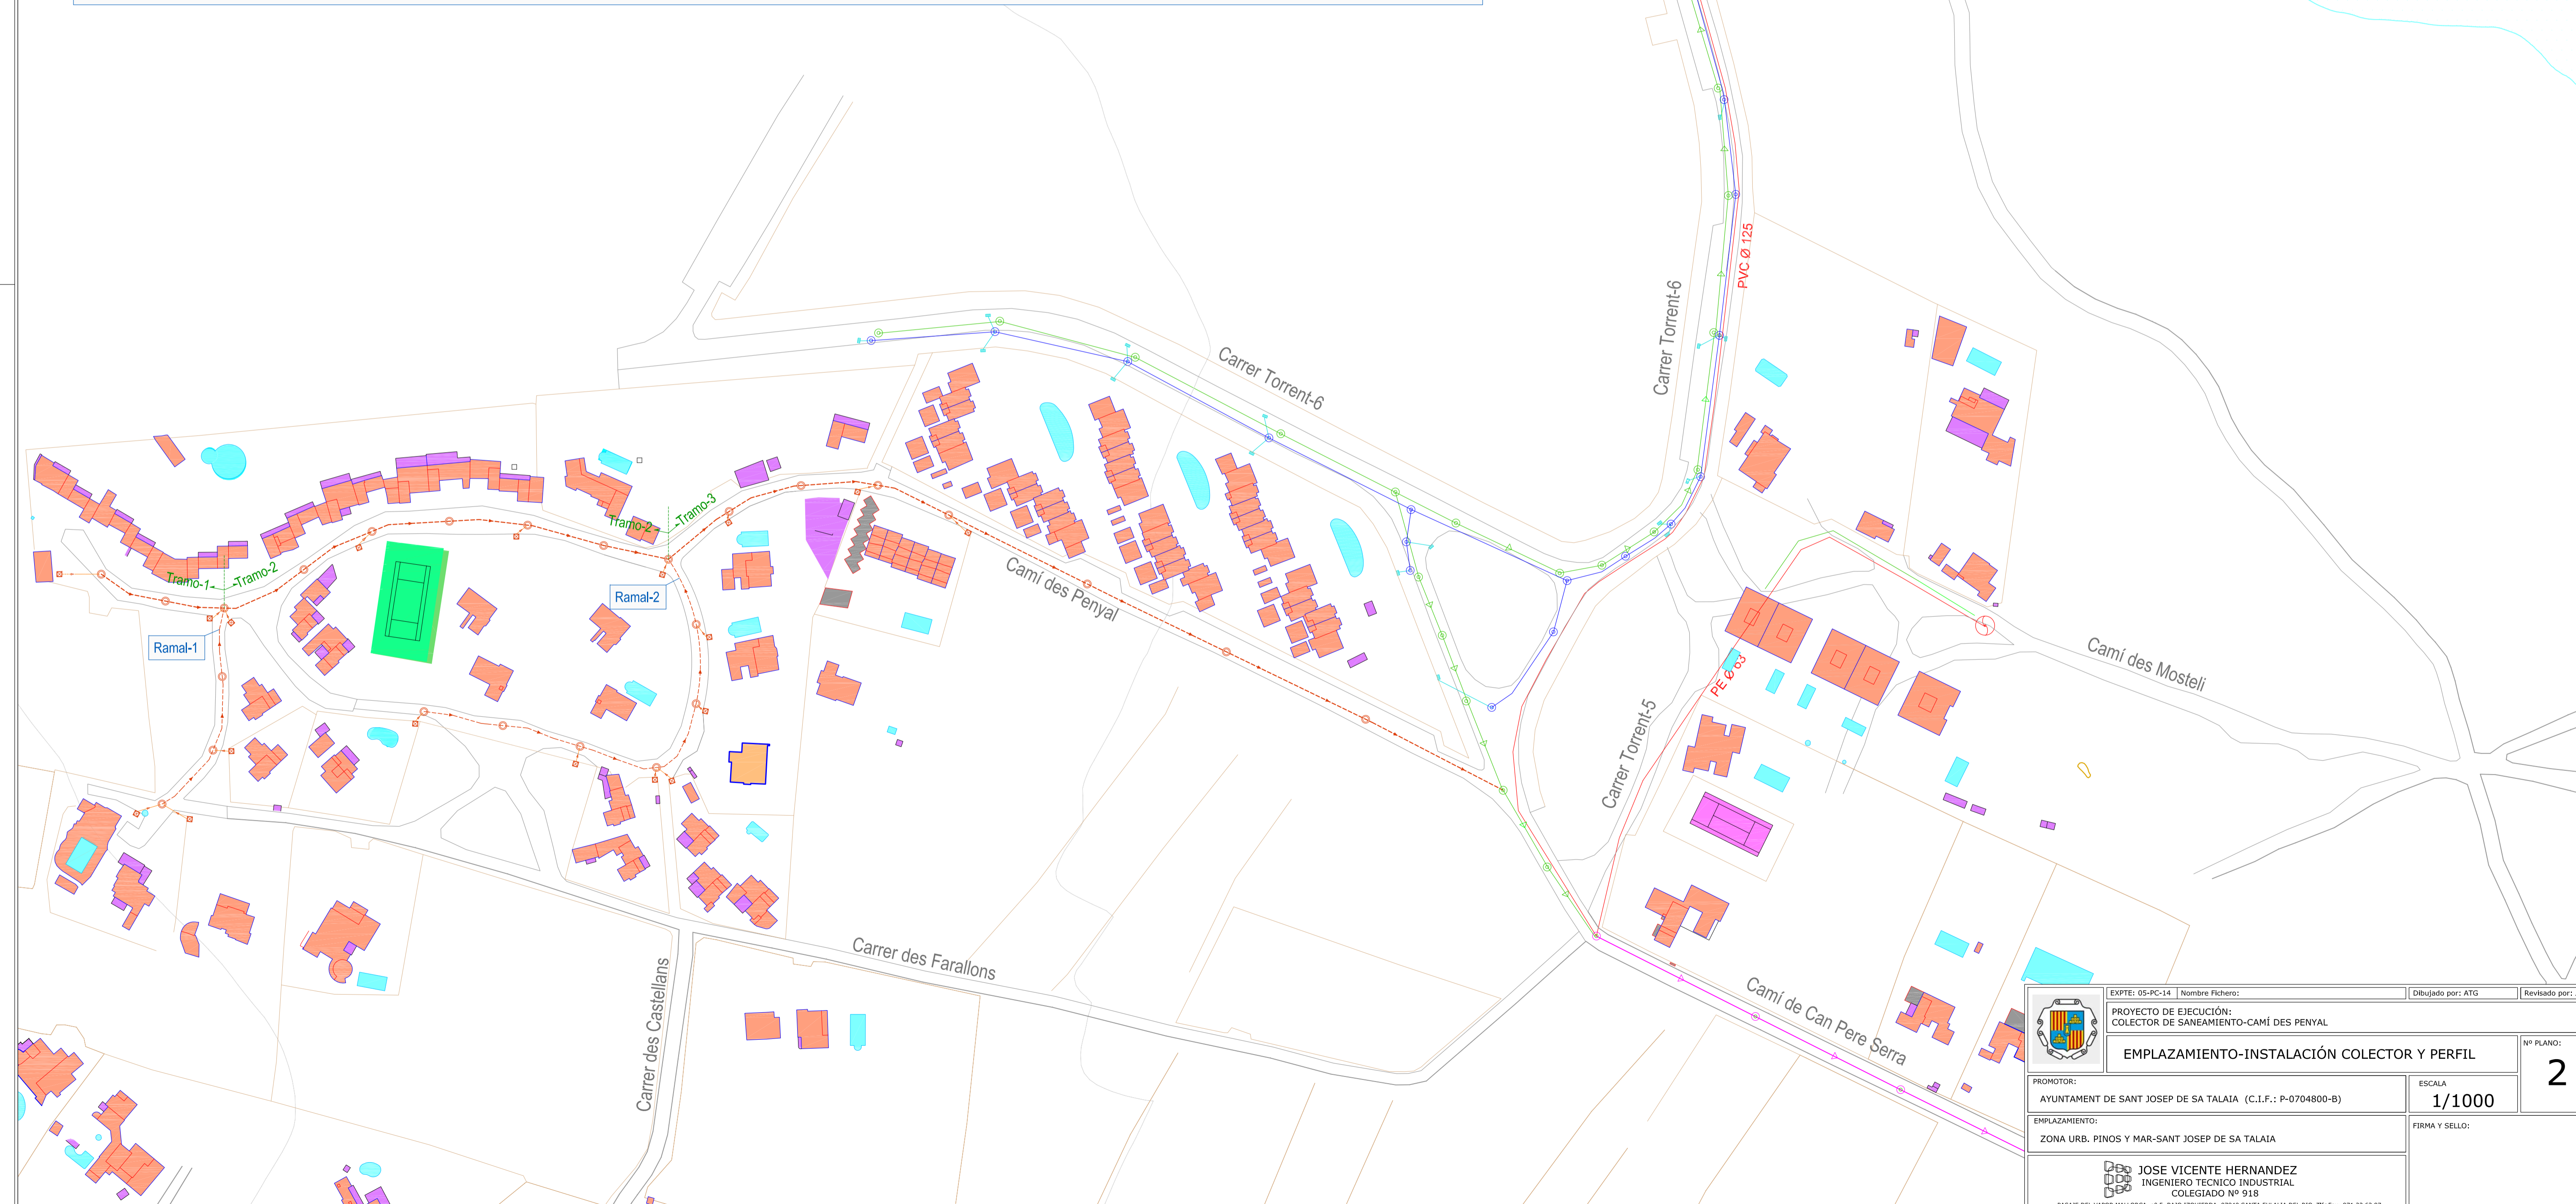 Carrer Torrent-6
Carrer Torrent-6
PVC Ø 125
Tramo-1
Tramo-2
Tramo-2
Tramo-3
Ramal-1
Ramal-2
Camí des Penyal
Carrer Torrent-5
PE Ø 63
Camí des Mosteli
Carrer des Farallons
Carrer des Castellans
Camí de Can Pere Serra
EXPTE: 05-PC-14
Nombre Fichero:
Dibujado por: ATG
Revisado por:
PROYECTO DE EJECUCIÓN:
COLECTOR DE SANEAMIENTO-CAMÍ DES PENYAL
EMPLAZAMIENTO-INSTALACIÓN COLECTOR Y PERFIL
Nº PLANO:
2
PROMOTOR:
AYUNTAMENT DE SANT JOSEP DE SA TALAIA (C.I.F.: P-0704800-B)
ESCALA
1/1000
EMPLAZAMIENTO:
ZONA URB. PINOS Y MAR-SANT JOSEP DE SA TALAIA
FIRMA Y SELLO:
JOSE VICENTE HERNANDEZ
INGENIERO TECNICO INDUSTRIAL
COLEGIADO Nº 918